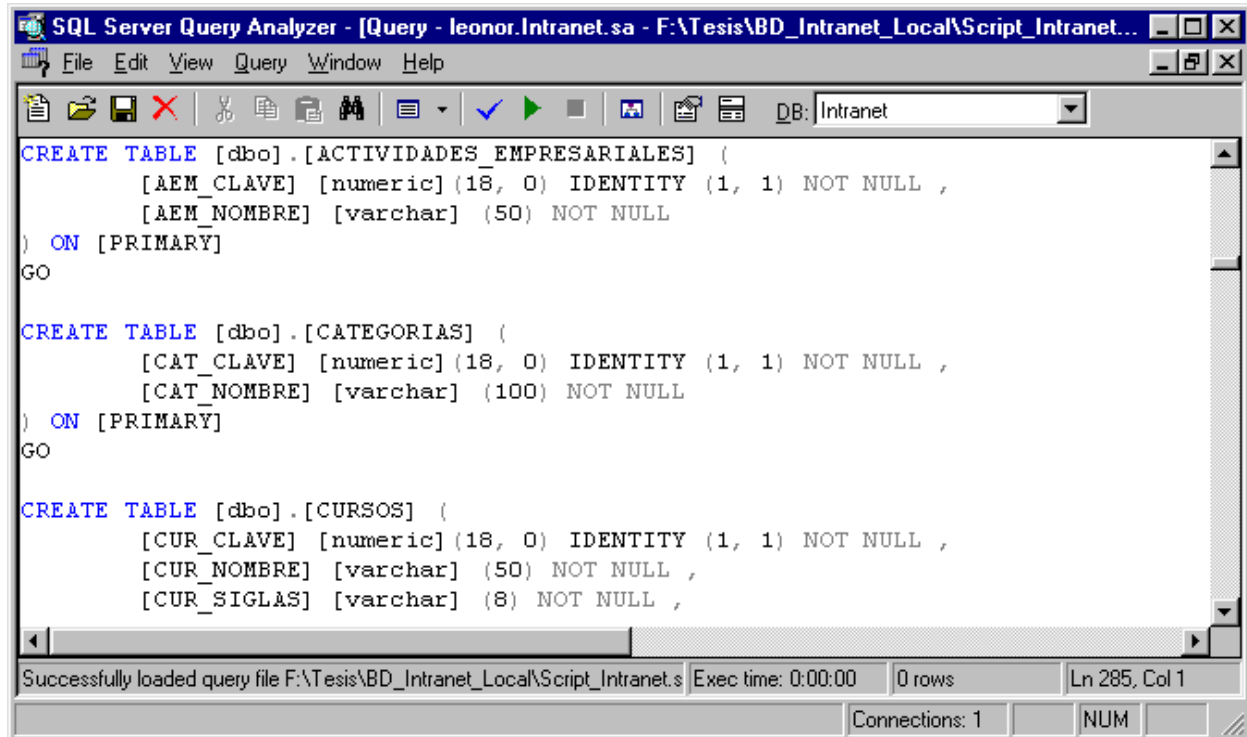 SQL Server Query Analyzer - [Query - leonor.Intranet.sa - F:\Tesis\BD_Intranet_Local\Script_Intranet...
File Edit View Query Window Help
DB: Intranet
CREATE TABLE [dbo].[ACTIVIDADES_EMPRESARIALES] (
[AEM_CLAVE] [numeric](18, 0) IDENTITY (1, 1) NOT NULL ,
[AEM_NOMBRE] [varchar] (50) NOT NULL
) ON [PRIMARY]
GO
CREATE TABLE [dbo].[CATEGORIAS] (
[CAT_CLAVE] [numeric](18, 0) IDENTITY (1, 1) NOT NULL ,
[CAT_NOMBRE] [varchar] (100) NOT NULL
) ON [PRIMARY]
GO
CREATE TABLE [dbo].[CURSOS] (
[CUR_CLAVE] [numeric](18, 0) IDENTITY (1, 1) NOT NULL ,
[CUR_NOMBRE] [varchar] (50) NOT NULL ,
[CUR_SIGLAS] [varchar] (8) NOT NULL ,
Successfully loaded query file F:\Tesis\BD_Intranet_Local\Script_Intranet.s Exec time: 0:00:00 0 rows Ln 285, Col 1
Connections: 1 NUM